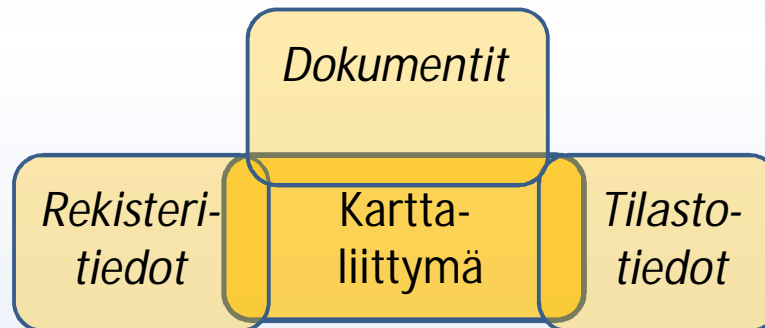 Dokumentit
Rekisteri-
tiedot
Kartta-
liittymä
Tilasto-
tiedot